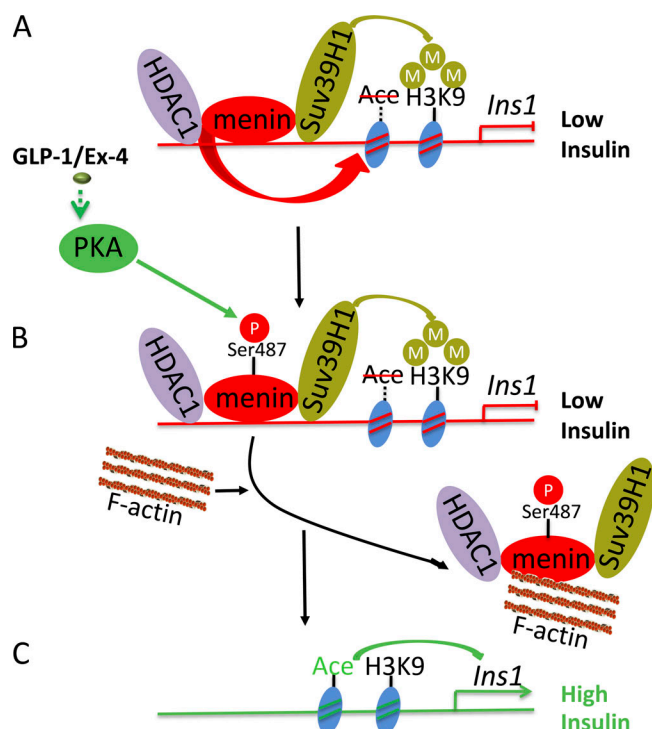 A
HDAC1
menin
Suv39H1
M
M
M
Ace
H3K9
Ins1
Low
Insulin
GLP-1/Ex-4
PKA
B
HDAC1
P
Ser487
menin
Suv39H1
M
M
M
Ace
H3K9
Ins1
Low
Insulin
F-actin
HDAC1
P
Ser487
menin
Suv39H1
F-actin
C
Ace
H3K9
Ins1
High
Insulin